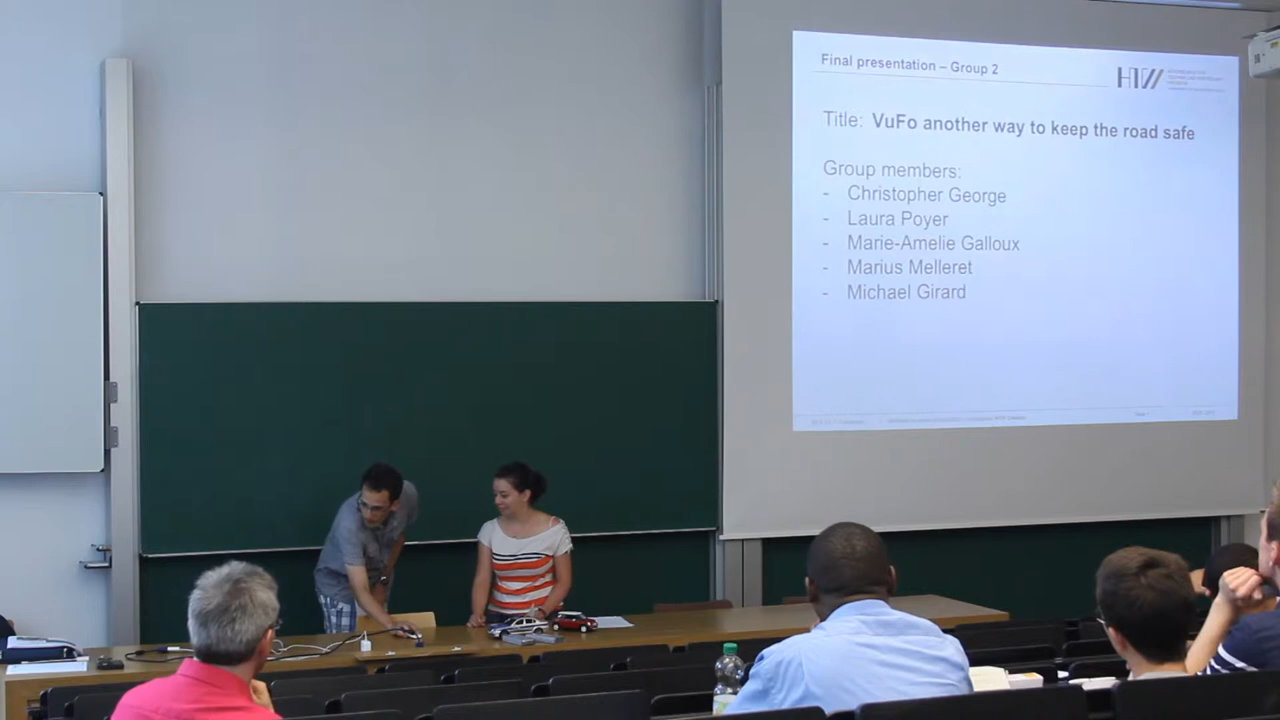 Final presentation – Group 2
HTW
Title: VuFo another way to keep the road safe
Group members:
- Christopher George
- Laura Poyer
- Marie-Amelie Galloux
- Marius Melleret
- Michael Girard